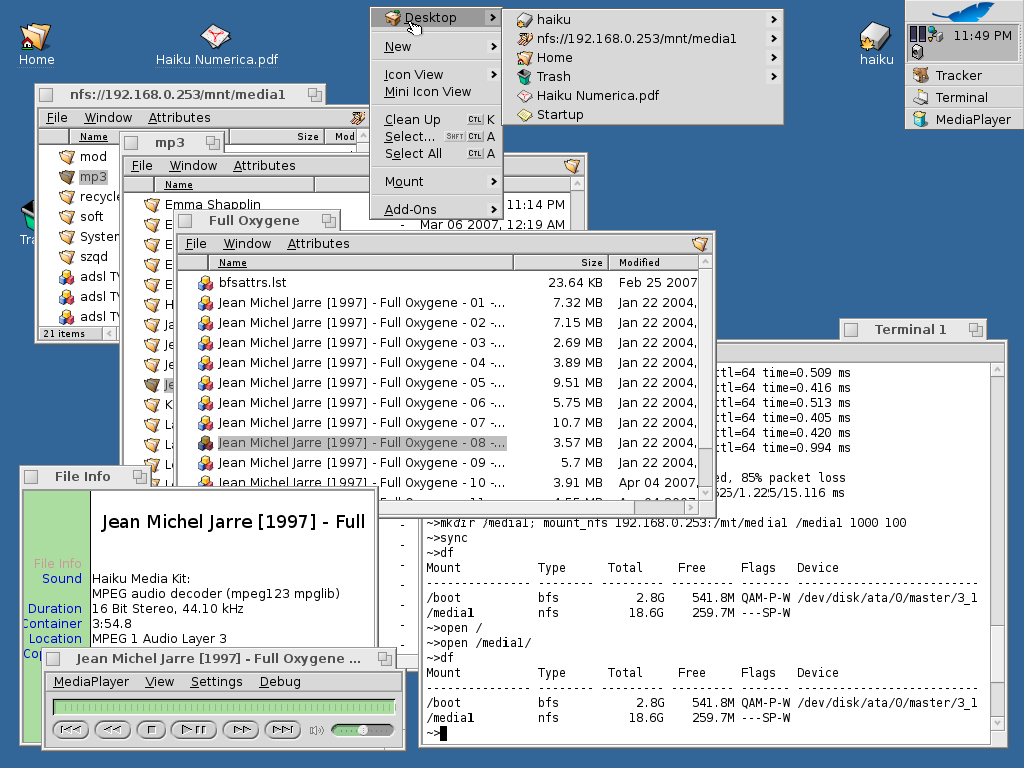 Home
Haiku Numerica.pdf
haiku
Desktop
New
Icon View
Mini Icon View
Clean Up CTL K
Select... SHFT CTL A
Select All CTL A
Mount
Add-Ons
haiku
nfs://192.168.0.253/mnt/media1
Home
Trash
Haiku Numerica.pdf
Startup
11:49 PM
Tracker
Terminal
MediaPlayer
nfs://192.168.0.253/mnt/media1
File Window Attributes
Name Size Mod
mod
mp3
recycle
soft
System
szqd
adsl TV
adsl TV
adsl TV
21 items
mp3
File Window Attributes
Name
Emma Shapplin 11:14 PM
- Mar 06 2007, 12:19 AM
Full Oxygene
File Window Attributes
Name Size Modified
bfsattrs.lst 23.64 KB Feb 25 2007
Jean Michel Jarre [1997] - Full Oxygene - 01 -... 7.32 MB Jan 22 2004,
Jean Michel Jarre [1997] - Full Oxygene - 02 -... 7.15 MB Jan 22 2004,
Jean Michel Jarre [1997] - Full Oxygene - 03 -... 2.69 MB Jan 22 2004,
Jean Michel Jarre [1997] - Full Oxygene - 04 -... 3.89 MB Jan 22 2004,
Jean Michel Jarre [1997] - Full Oxygene - 05 -... 9.51 MB Jan 22 2004,
Jean Michel Jarre [1997] - Full Oxygene - 06 -... 5.75 MB Jan 22 2004,
Jean Michel Jarre [1997] - Full Oxygene - 07 -... 10.7 MB Jan 22 2004,
Jean Michel Jarre [1997] - Full Oxygene - 08 -... 3.57 MB Jan 22 2004,
Jean Michel Jarre [1997] - Full Oxygene - 09 -... 5.7 MB Jan 22 2004,
Jean Michel Jarre [1997] - Full Oxygene - 10 -... 3.91 MB Apr 04 2007,
Terminal 1
ttl=64 time=0.509 ms
ttl=64 time=0.416 ms
ttl=64 time=0.513 ms
ttl=64 time=0.405 ms
ttl=64 time=0.420 ms
ttl=64 time=0.994 ms
ed, 85% packet loss
525/1.225/15.116 ms
~>mkdir /media1; mount_nfs 192.168.0.253:/mt/media1 /media1 1000 100
~>sync
~>df
Mount Type Total Free Flags Device
/boot bfs 2.8G 541.8M QAM-P-W /dev/disk/ata/0/master/3_1
/media1 nfs 18.6G 259.7M ---SP-W
~>open /
~>open /media1/
~>df
Mount Type Total Free Flags Device
/boot bfs 2.8G 541.8M QAM-P-W /dev/disk/ata/0/master/3_1
/media1 nfs 18.6G 259.7M ---SP-W
~>
File Info
Jean Michel Jarre [1997] - Full
File Info
Sound Haiku Media Kit:
MPEG audio decoder (mpeg123 mpglib)
Duration 16 Bit Stereo, 44.10 kHz
Container 3:54.8
Location MPEG 1 Audio Layer 3
Jean Michel Jarre [1997] - Full Oxygene ...
MediaPlayer View Settings Debug